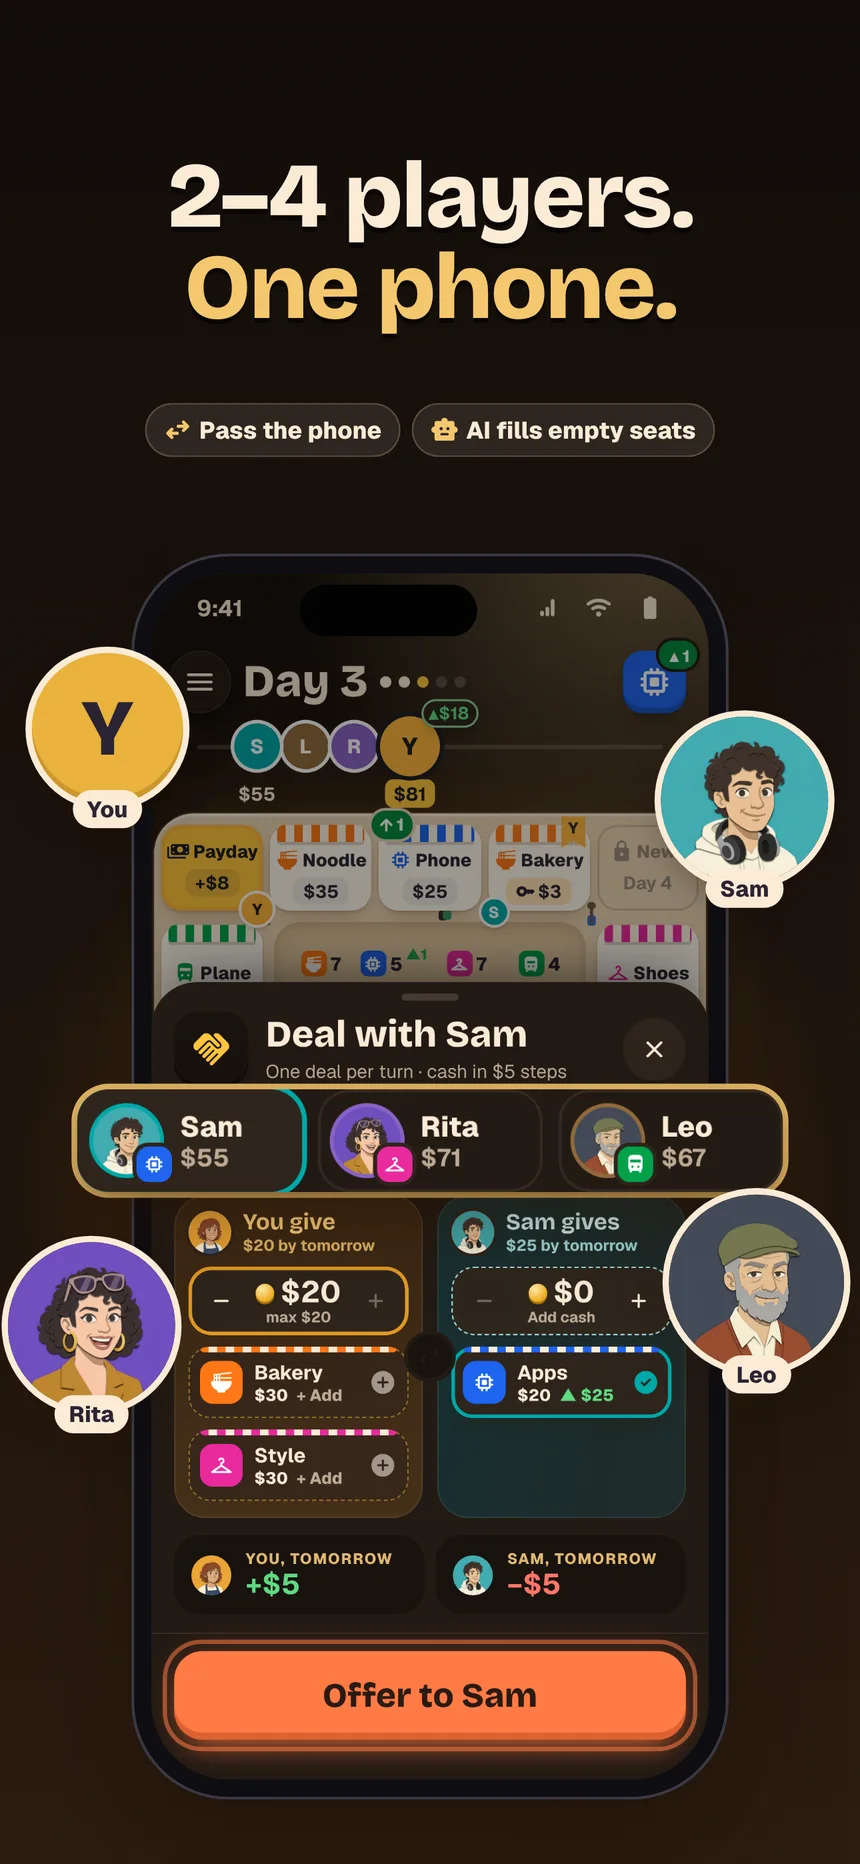 2–4 players.
One phone.
Pass the phone
AI fills empty seats
9:41
Day 3
▲1
▲$18
S
L
R
Y
$55
$81
Y
You
Sam
↑1
Payday
+$8
Noodle
$35
Phone
$25
Y
Bakery
$3
New
Day 4
Y
S
Plane
7
5 ▲1
7
4
Shoes
Deal with Sam
One deal per turn · cash in $5 steps
Sam
$55
Rita
$71
Leo
$67
You give
$20 by tomorrow
Sam gives
$25 by tomorrow
− $20 +
max $20
− $0 +
Add cash
Bakery
$30 + Add
Apps
$20 ▲ $25
Style
$30 + Add
Rita
Leo
YOU, TOMORROW
+$5
SAM, TOMORROW
−$5
Offer to Sam